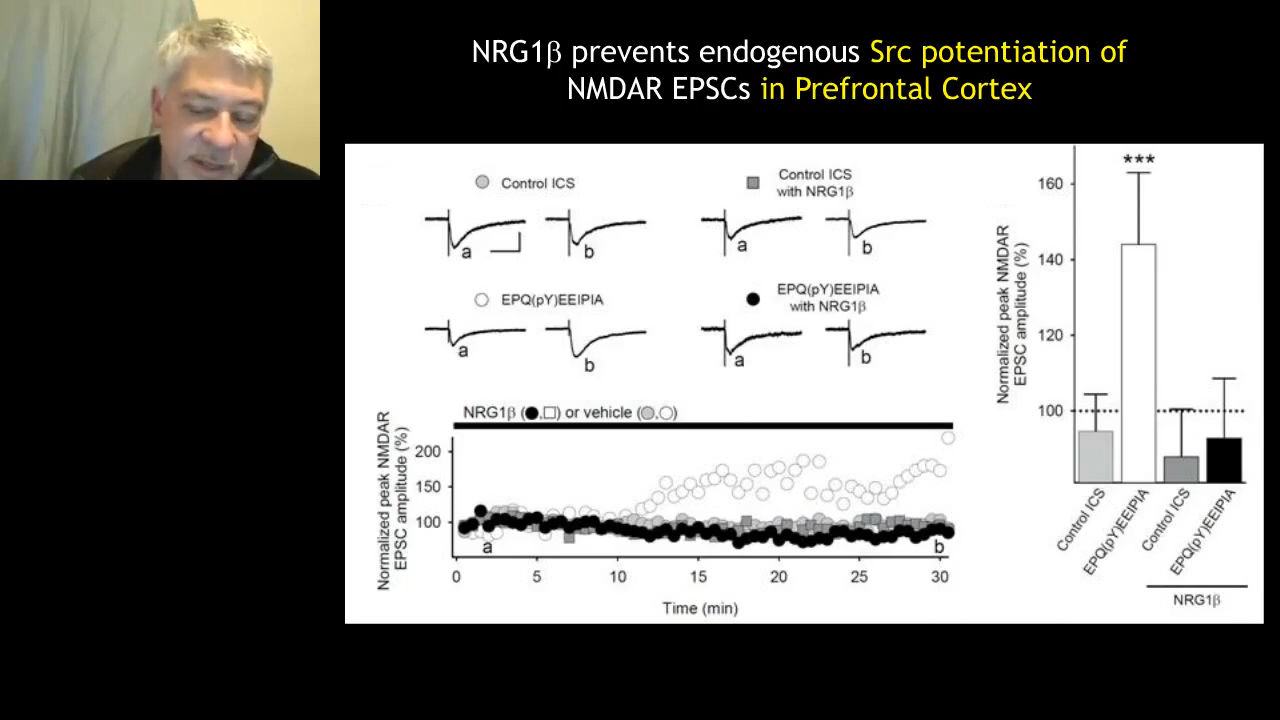 NRG1β prevents endogenous Src potentiation of
NMDAR EPSCs in Prefrontal Cortex
Control ICS
Control ICS
with NRG1β
a
b
a
b
EPQ(pY)EEIPIA
EPQ(pY)EEIPIA
with NRG1β
a
b
a
b
NRG1β (●,□) or vehicle (○,○)
Normalized peak NMDAR
EPSC amplitude (%)
200
150
100
a
b
0
5
10
15
20
25
30
Time (min)
Normalized peak NMDAR
EPSC amplitude (%)
***
160
140
120
100
Control ICS
EPQ(pY)EEIPIA
Control ICS
EPQ(pY)EEIPIA
NRG1β